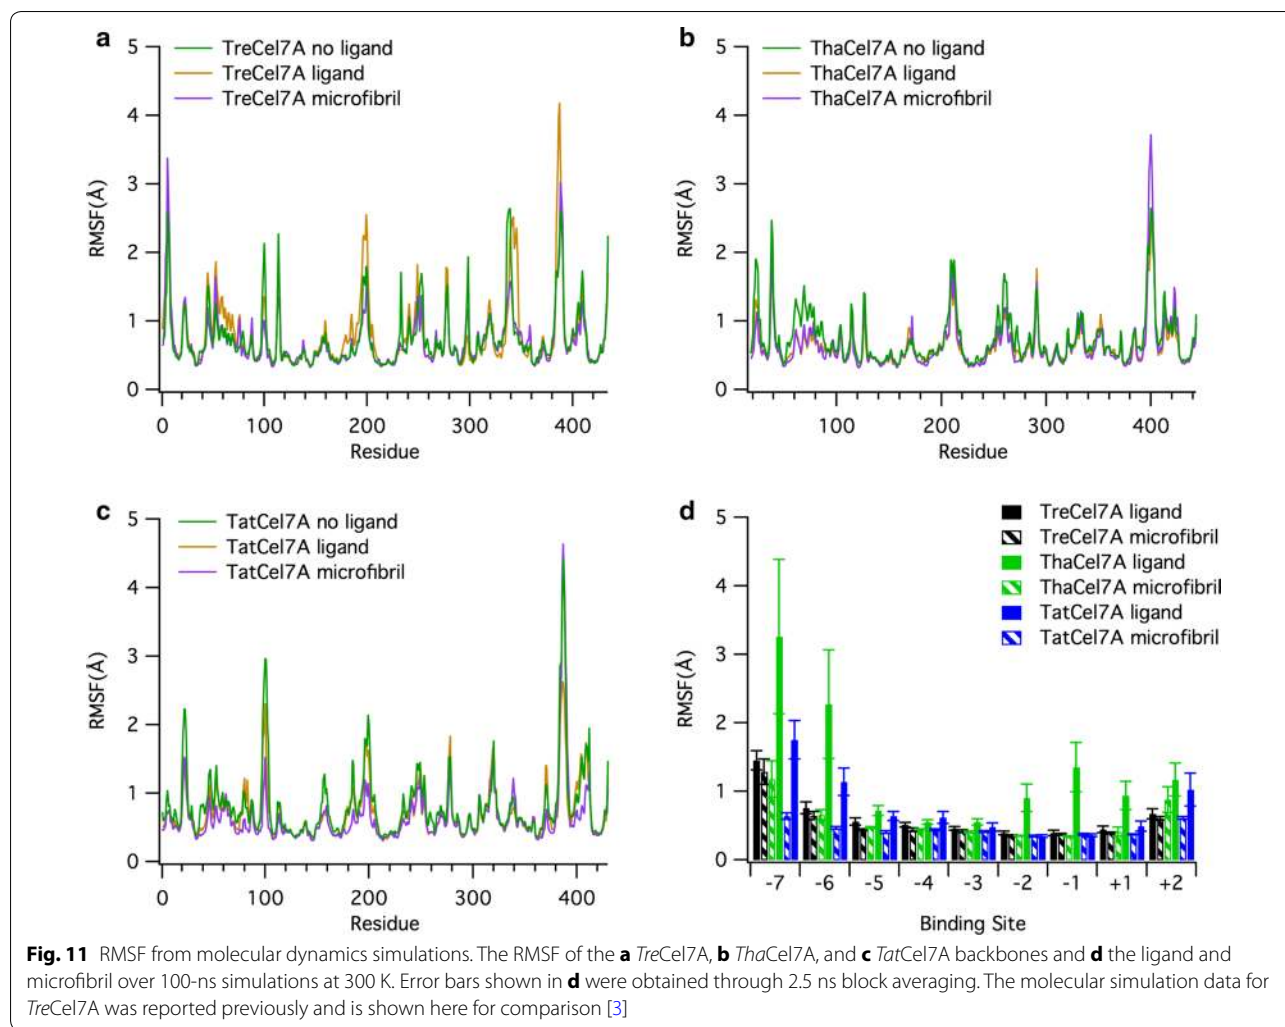 a
5
4
3
2
1
0
RMSF(Å)
TreCel7A no ligand
TreCel7A ligand
TreCel7A microfibril
0 100 200 300 400
Residue
b
5
4
3
2
1
0
RMSF(Å)
ThaCel7A no ligand
ThaCel7A ligand
ThaCel7A microfibril
100 200 300 400
Residue
c
5
4
3
2
1
0
RMSF(Å)
TatCel7A no ligand
TatCel7A ligand
TatCel7A microfibril
0 100 200 300 400
Residue
d
5
4
3
2
1
0
RMSF(Å)
TreCel7A ligand
TreCel7A microfibril
ThaCel7A ligand
ThaCel7A microfibril
TatCel7A ligand
TatCel7A microfibril
-7 -6 -5 -4 -3 -2 -1 +1 +2
Binding Site
Fig. 11 RMSF from molecular dynamics simulations. The RMSF of the a TreCel7A, b ThaCel7A, and c TatCel7A backbones and d the ligand and
microfibril over 100-ns simulations at 300 K. Error bars shown in d were obtained through 2.5 ns block averaging. The molecular simulation data for
TreCel7A was reported previously and is shown here for comparison [3]